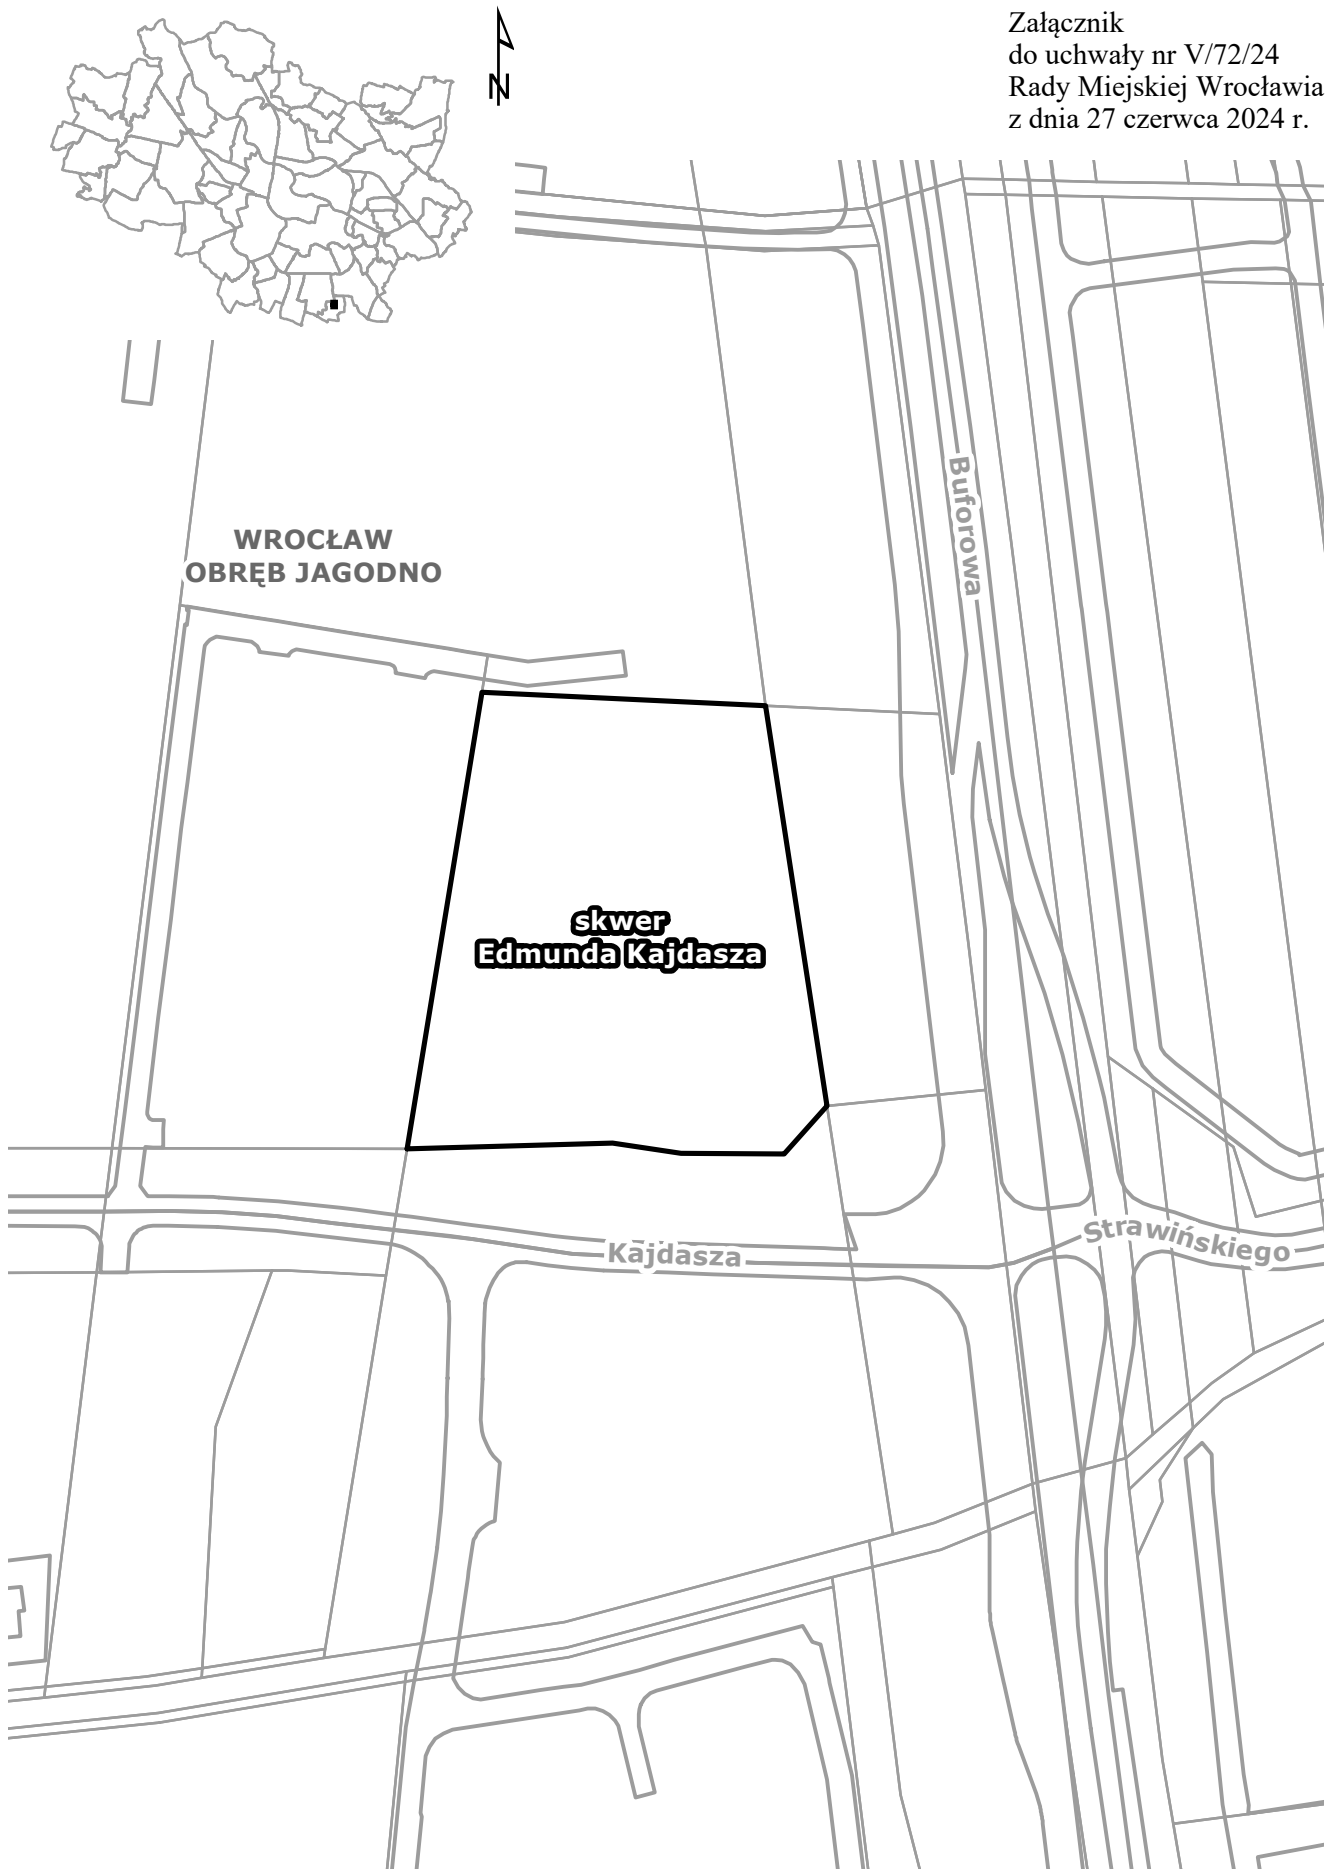 Załącznik
do uchwały nr V/72/24
Rady Miejskiej Wrocławia
z dnia 27 czerwca 2024 r.
N
Buforowa
WROCŁAW
OBRĘB JAGODNO
skwer
Edmunda Kajdasza
Strawińskiego
Kajdasza